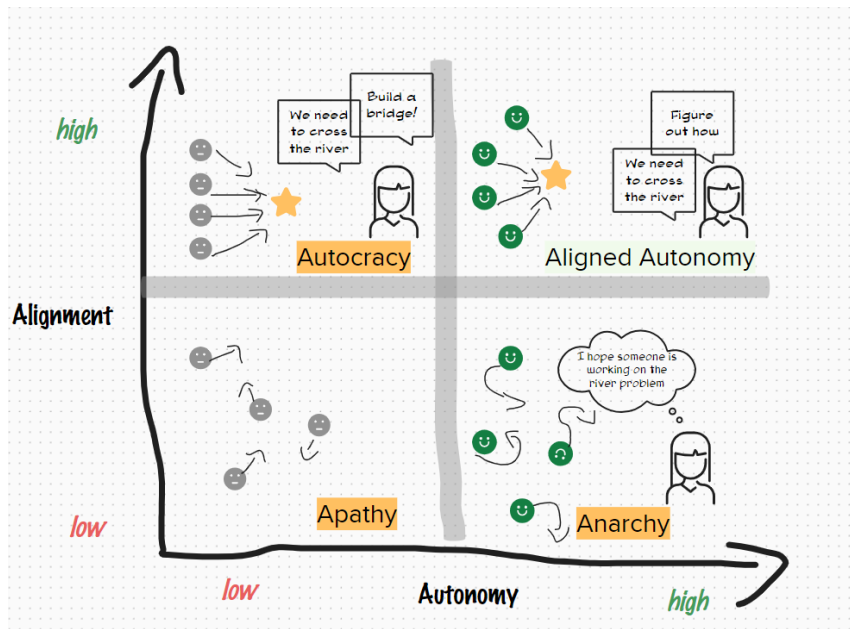 high
We need
to cross
the river
Build a
bridge!
Autocracy
Figure
out how
We need
to cross
the river
Aligned Autonomy
Alignment
I hope someone is
working on the
river problem
Apathy
Anarchy
low
low
Autonomy
high